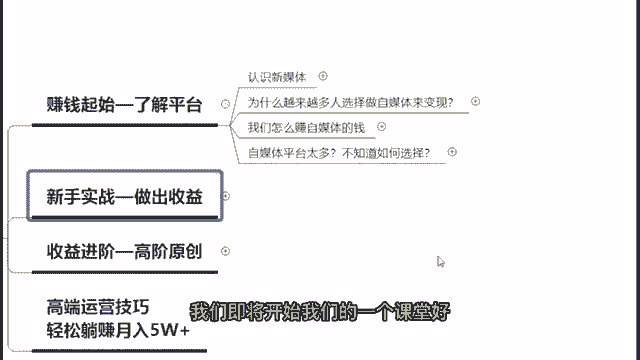 赚钱起始—了解平台
认识新媒体
为什么越来越多人选择做自媒体来变现？
我们怎么赚自媒体的钱
自媒体平台太多？不知道如何选择？
新手实战—做出收益
收益进阶—高阶原创
高端运营技巧
轻松躺赚月入5W+
我们即将开始我们的一个课堂好